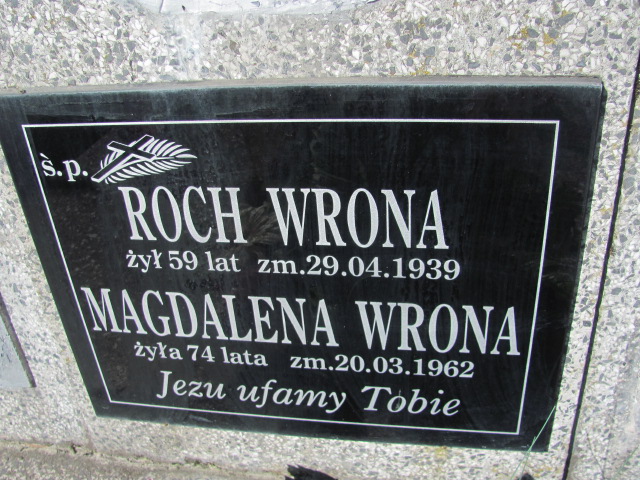 ś.p.
ROCH WRONA
żył 59 lat zm.29.04.1939
MAGDALENA WRONA
żyła 74 lata zm.20.03.1962
Jezu ufamy Tobie